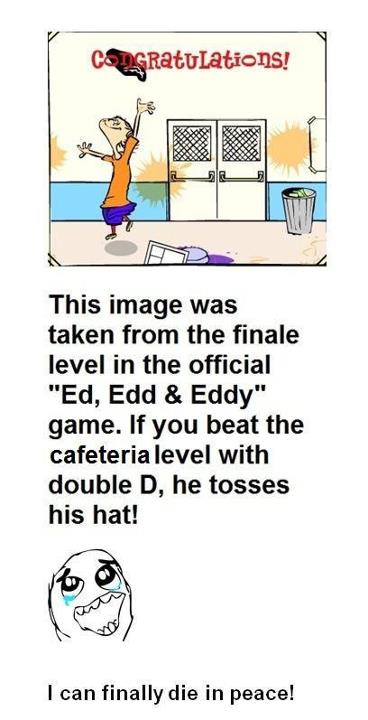 CONGRatuLations!
This image was
taken from the finale
level in the official
"Ed, Edd & Eddy"
game. If you beat the
cafeteria level with
double D, he tosses
his hat!
I can finally die in peace!